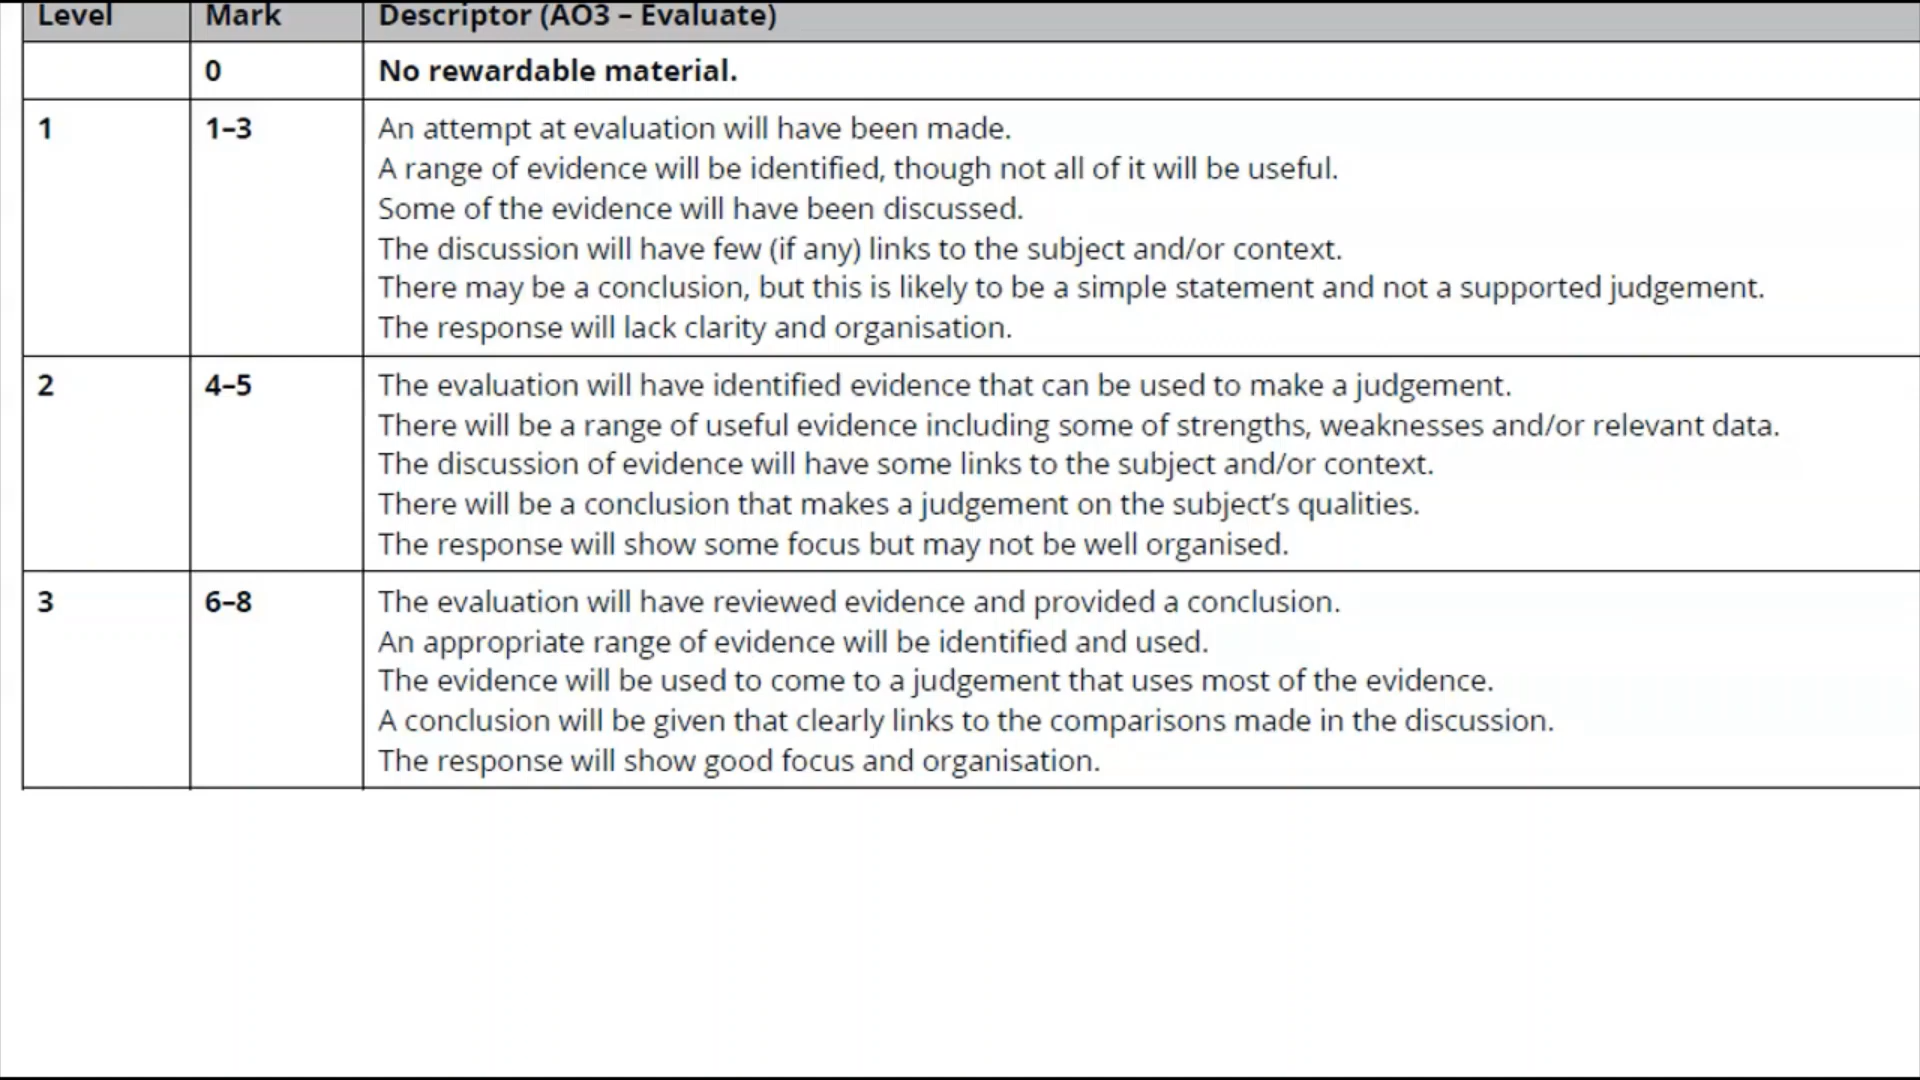 Level Mark Descriptor (AO3 – Evaluate)
0 No rewardable material.
1 1–3 An attempt at evaluation will have been made.
A range of evidence will be identified, though not all of it will be useful.
Some of the evidence will have been discussed.
The discussion will have few (if any) links to the subject and/or context.
There may be a conclusion, but this is likely to be a simple statement and not a supported judgement.
The response will lack clarity and organisation.
2 4–5 The evaluation will have identified evidence that can be used to make a judgement.
There will be a range of useful evidence including some of strengths, weaknesses and/or relevant data.
The discussion of evidence will have some links to the subject and/or context.
There will be a conclusion that makes a judgement on the subject’s qualities.
The response will show some focus but may not be well organised.
3 6–8 The evaluation will have reviewed evidence and provided a conclusion.
An appropriate range of evidence will be identified and used.
The evidence will be used to come to a judgement that uses most of the evidence.
A conclusion will be given that clearly links to the comparisons made in the discussion.
The response will show good focus and organisation.